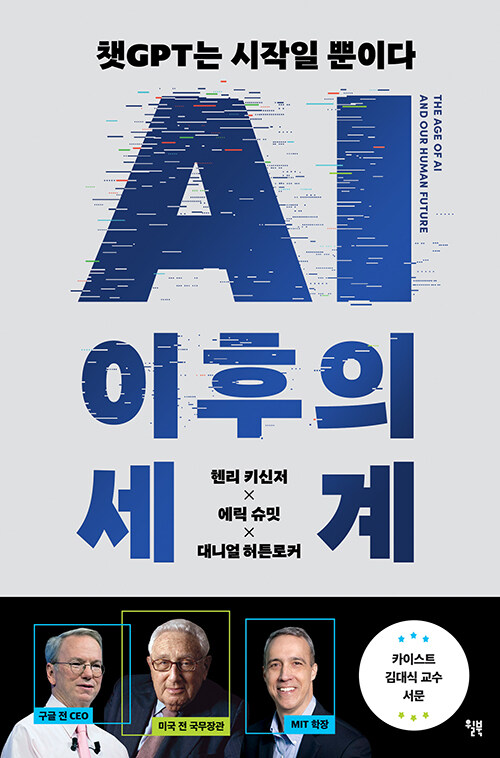 챗GPT는 시작일 뿐이다
AI
THE AGE OF AI
AND OUR HUMAN FUTURE
이후의
세계
헨리 키신저
×
에릭 슈밋
×
대니얼 허튼로커
구글 전 CEO
미국 전 국무장관
MIT 학장
카이스트
김대식 교수
서문
윌북